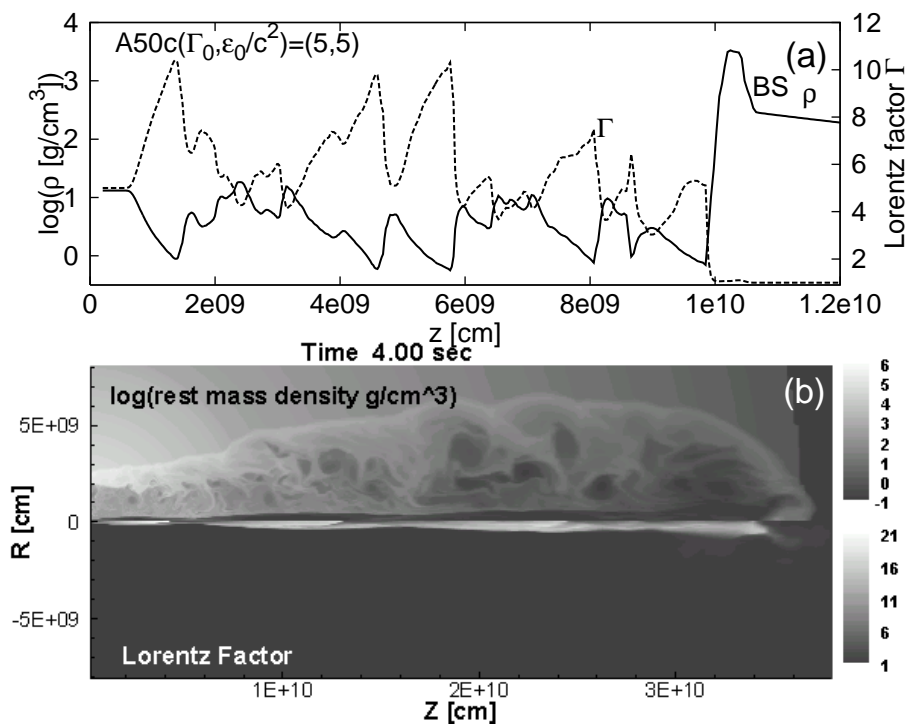 4
3
2
1
0
log(ρ [g/cm³])
A50c(Γ₀,ε₀/c²)=(5,5)
(a)
BS ρ
Γ
12
10
8
6
4
2
Lorentz factor Γ
0 2e09 4e09 6e09 8e09 1e10 1.2e10
z [cm]
Time 4.00 sec
log(rest mass density g/cm^3)
(b)
5E+09
0
-5E+09
R [cm]
6
5
4
3
2
1
0
-1
21
16
11
6
1
Lorentz Factor
1E+10 2E+10 3E+10
Z [cm]